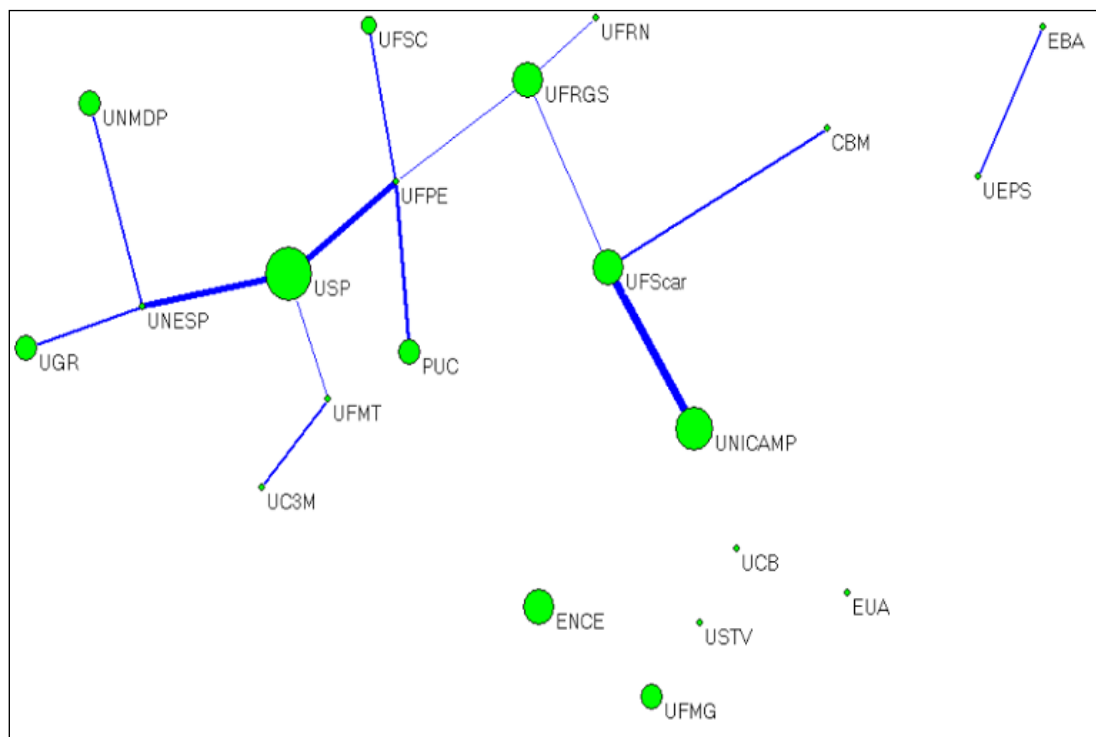 UFRN
UFSC
EBA
UFRGS
UNMDP
CBM
UFPE
UEPS
USP
UFScar
UNESP
UGR
PUC
UFMT
UNICAMP
UC3M
UCB
EUA
ENCE
USTV
UFMG